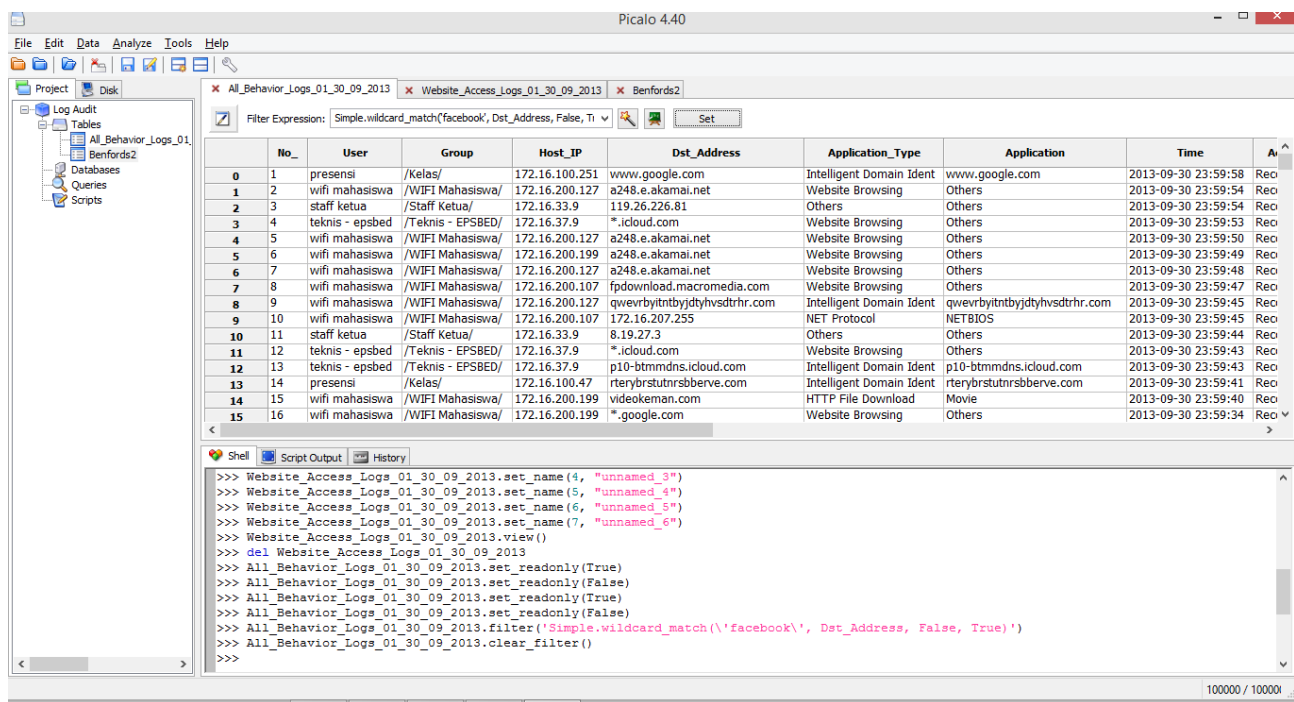 Picalo 4.40
File Edit Data Analyze Tools Help
Project Disk
Log Audit
Tables
All_Behavior_Logs_01_
Benfords2
Databases
Queries
Scripts
All_Behavior_Logs_01_30_09_2013 Website_Access_Logs_01_30_09_2013 Benfords2
Filter Expression: Simple.wildcard_match('facebook', Dst_Address, False, Tr Set
No_ User Group Host_IP Dst_Address Application_Type Application Time
0 1 presensi /Kelas/ 172.16.100.251 www.google.com Intelligent Domain Ident www.google.com 2013-09-30 23:59:58 Reco
1 2 wifi mahasiswa /WIFI Mahasiswa/ 172.16.200.127 a248.e.akamai.net Website Browsing Others 2013-09-30 23:59:54 Reco
2 3 staff ketua /Staff Ketua/ 172.16.33.9 119.26.226.81 Others Others 2013-09-30 23:59:54 Reco
3 4 teknis - epsbed /Teknis - EPSBED/ 172.16.37.9 *.icloud.com Website Browsing Others 2013-09-30 23:59:53 Reco
4 5 wifi mahasiswa /WIFI Mahasiswa/ 172.16.200.127 a248.e.akamai.net Website Browsing Others 2013-09-30 23:59:50 Reco
5 6 wifi mahasiswa /WIFI Mahasiswa/ 172.16.200.199 a248.e.akamai.net Website Browsing Others 2013-09-30 23:59:49 Reco
6 7 wifi mahasiswa /WIFI Mahasiswa/ 172.16.200.127 a248.e.akamai.net Website Browsing Others 2013-09-30 23:59:48 Reco
7 8 wifi mahasiswa /WIFI Mahasiswa/ 172.16.200.107 fpdownload.macromedia.com Website Browsing Others 2013-09-30 23:59:47 Reco
8 9 wifi mahasiswa /WIFI Mahasiswa/ 172.16.200.127 qwevrbyitntbyjdtyhvsdtrhr.com Intelligent Domain Ident qwevrbyitntbyjdtyhvsdtrhr.com 2013-09-30 23:59:45 Reco
9 10 wifi mahasiswa /WIFI Mahasiswa/ 172.16.200.107 172.16.207.255 NET Protocol NETBIOS 2013-09-30 23:59:45 Reco
10 11 staff ketua /Staff Ketua/ 172.16.33.9 8.19.27.3 Others Others 2013-09-30 23:59:44 Reco
11 12 teknis - epsbed /Teknis - EPSBED/ 172.16.37.9 *.icloud.com Website Browsing Others 2013-09-30 23:59:43 Reco
12 13 teknis - epsbed /Teknis - EPSBED/ 172.16.37.9 p10-btmmdns.icloud.com Intelligent Domain Ident p10-btmmdns.icloud.com 2013-09-30 23:59:43 Reco
13 14 presensi /Kelas/ 172.16.100.47 rterybrstutnrsbberve.com Intelligent Domain Ident rterybrstutnrsbberve.com 2013-09-30 23:59:41 Reco
14 15 wifi mahasiswa /WIFI Mahasiswa/ 172.16.200.199 videokeman.com HTTP File Download Movie 2013-09-30 23:59:40 Reco
15 16 wifi mahasiswa /WIFI Mahasiswa/ 172.16.200.199 *.google.com Website Browsing Others 2013-09-30 23:59:34 Reco
Shell Script Output History
>>> Website_Access_Logs_01_30_09_2013.set_name(4, "unnamed_3")
>>> Website_Access_Logs_01_30_09_2013.set_name(5, "unnamed_4")
>>> Website_Access_Logs_01_30_09_2013.set_name(6, "unnamed_5")
>>> Website_Access_Logs_01_30_09_2013.set_name(7, "unnamed_6")
>>> Website_Access_Logs_01_30_09_2013.view()
>>> del Website_Access_Logs_01_30_09_2013
>>> All_Behavior_Logs_01_30_09_2013.set_readonly(True)
>>> All_Behavior_Logs_01_30_09_2013.set_readonly(False)
>>> All_Behavior_Logs_01_30_09_2013.set_readonly(True)
>>> All_Behavior_Logs_01_30_09_2013.set_readonly(False)
>>> All_Behavior_Logs_01_30_09_2013.filter('Simple.wildcard_match(\'facebook\', Dst_Address, False, True)')
>>> All_Behavior_Logs_01_30_09_2013.clear_filter()
>>>
100000 / 10000